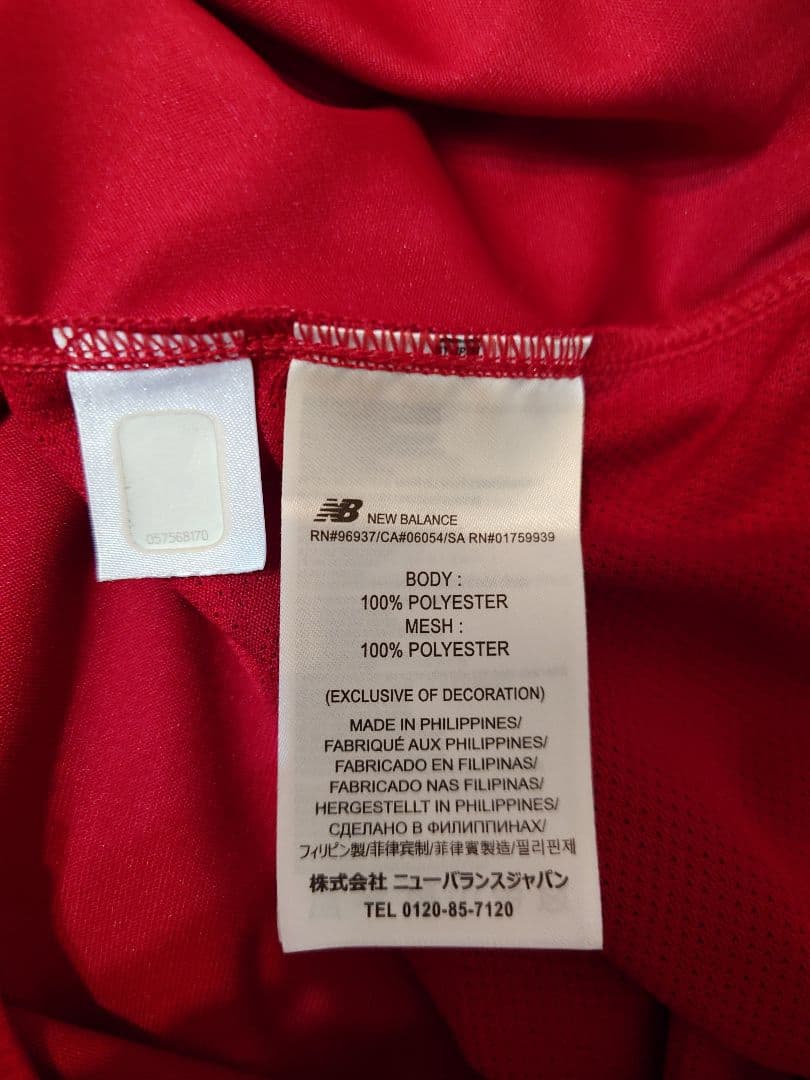 057568170
NB NEW BALANCE
RN#96937/CA#06054/SA RN#01759939
BODY :
100% POLYESTER
MESH :
100% POLYESTER
(EXCLUSIVE OF DECORATION)
MADE IN PHILIPPINES/
FABRIQUÉ AUX PHILIPPINES/
FABRICADO EN FILIPINAS/
FABRICADO NAS FILIPINAS/
HERGESTELLT IN PHILIPPINES/
СДЕЛАНО В ФИЛИППИНАХ/
フィリピン製/菲律宾制/菲律賓製造/필리핀제
株式会社 ニューバランスジャパン
TEL 0120-85-7120